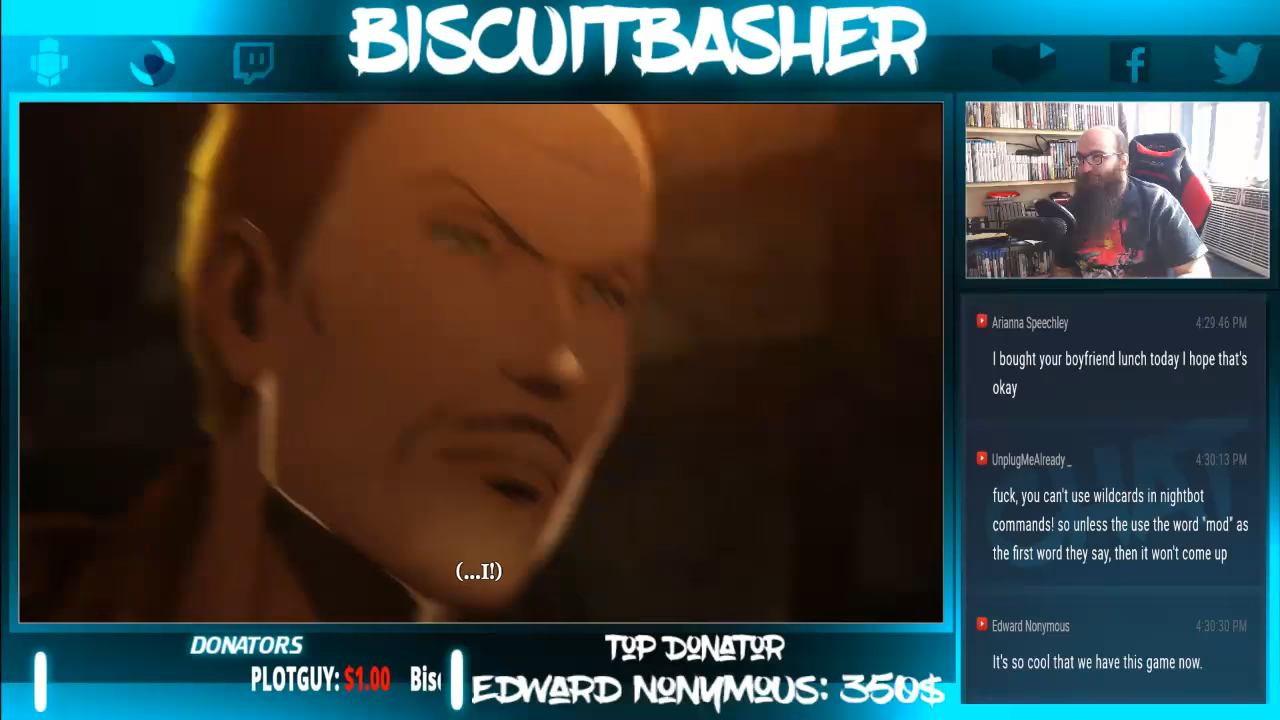 BISCUITBASHER
(...I!)
Arianna Speechley 4:29:46 PM
I bought your boyfriend lunch today I hope that's
okay
UnplugMeAlready_ 4:30:13 PM
fuck, you can't use wildcards in nightbot
commands! so unless the use the word "mod" as
the first word they say, then it won't come up
Edward Nonymous 4:30:30 PM
It's so cool that we have this game now.
DONATORS
PLOTGUY: $1.00
TOP DONATOR
EDWARD NONYMOUS: 350$